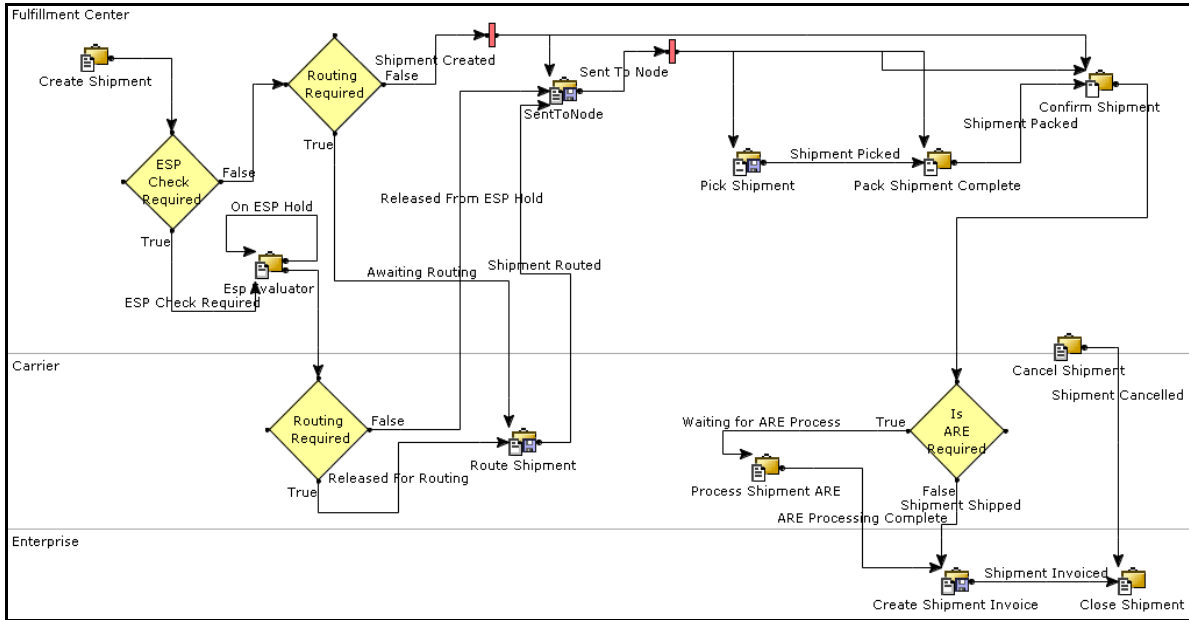 Fulfillment Center
Create Shipment
Routing
Required
False
Shipment Created
Sent To Node
SentToNode
Confirm Shipment
True
ESP
Check
Required
False
True
Shipment Picked
Shipment Packed
Pick Shipment
Pack Shipment Complete
On ESP Hold
Released From ESP Hold
Esp Evaluator
ESP Check Required
Awaiting Routing
Shipment Routed
Carrier
Cancel Shipment
Shipment Cancelled
Routing
Required
False
True
Released For Routing
Route Shipment
Waiting for ARE Process
True
Is
ARE
Required
Process Shipment ARE
False
Shipment Shipped
ARE Processing Complete
Enterprise
Shipment Invoiced
Create Shipment Invoice
Close Shipment